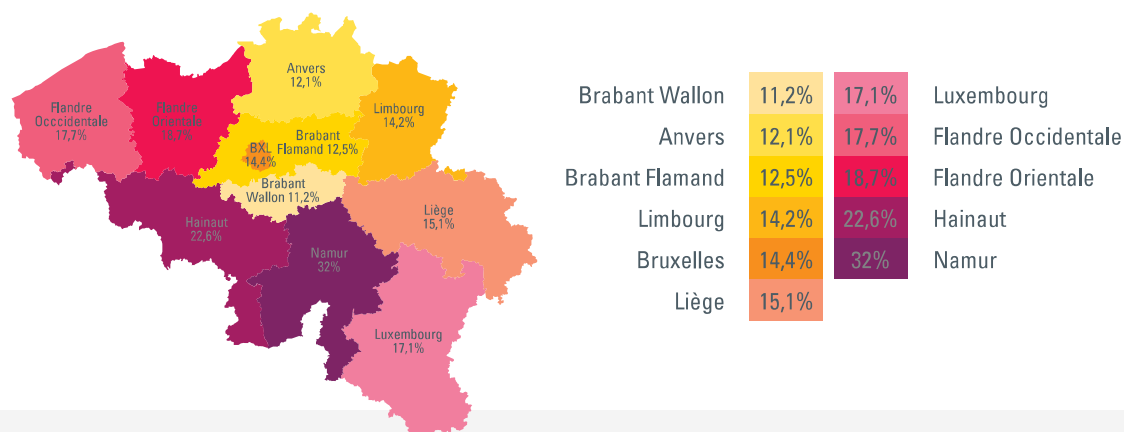 Anvers
12,1%
Flandre
Occcidentale
17,7%
Flandre
Orientale
18,7%
Limbourg
14,2%
BXL
14,4%
Brabant
Flamand 12,5%
Brabant
Wallon 11,2%
Hainaut
22,6%
Namur
32%
Liège
15,1%
Luxembourg
17,1%
Brabant Wallon 11,2% 17,1% Luxembourg
Anvers 12,1% 17,7% Flandre Occidentale
Brabant Flamand 12,5% 18,7% Flandre Orientale
Limbourg 14,2% 22,6% Hainaut
Bruxelles 14,4% 32% Namur
Liège 15,1%